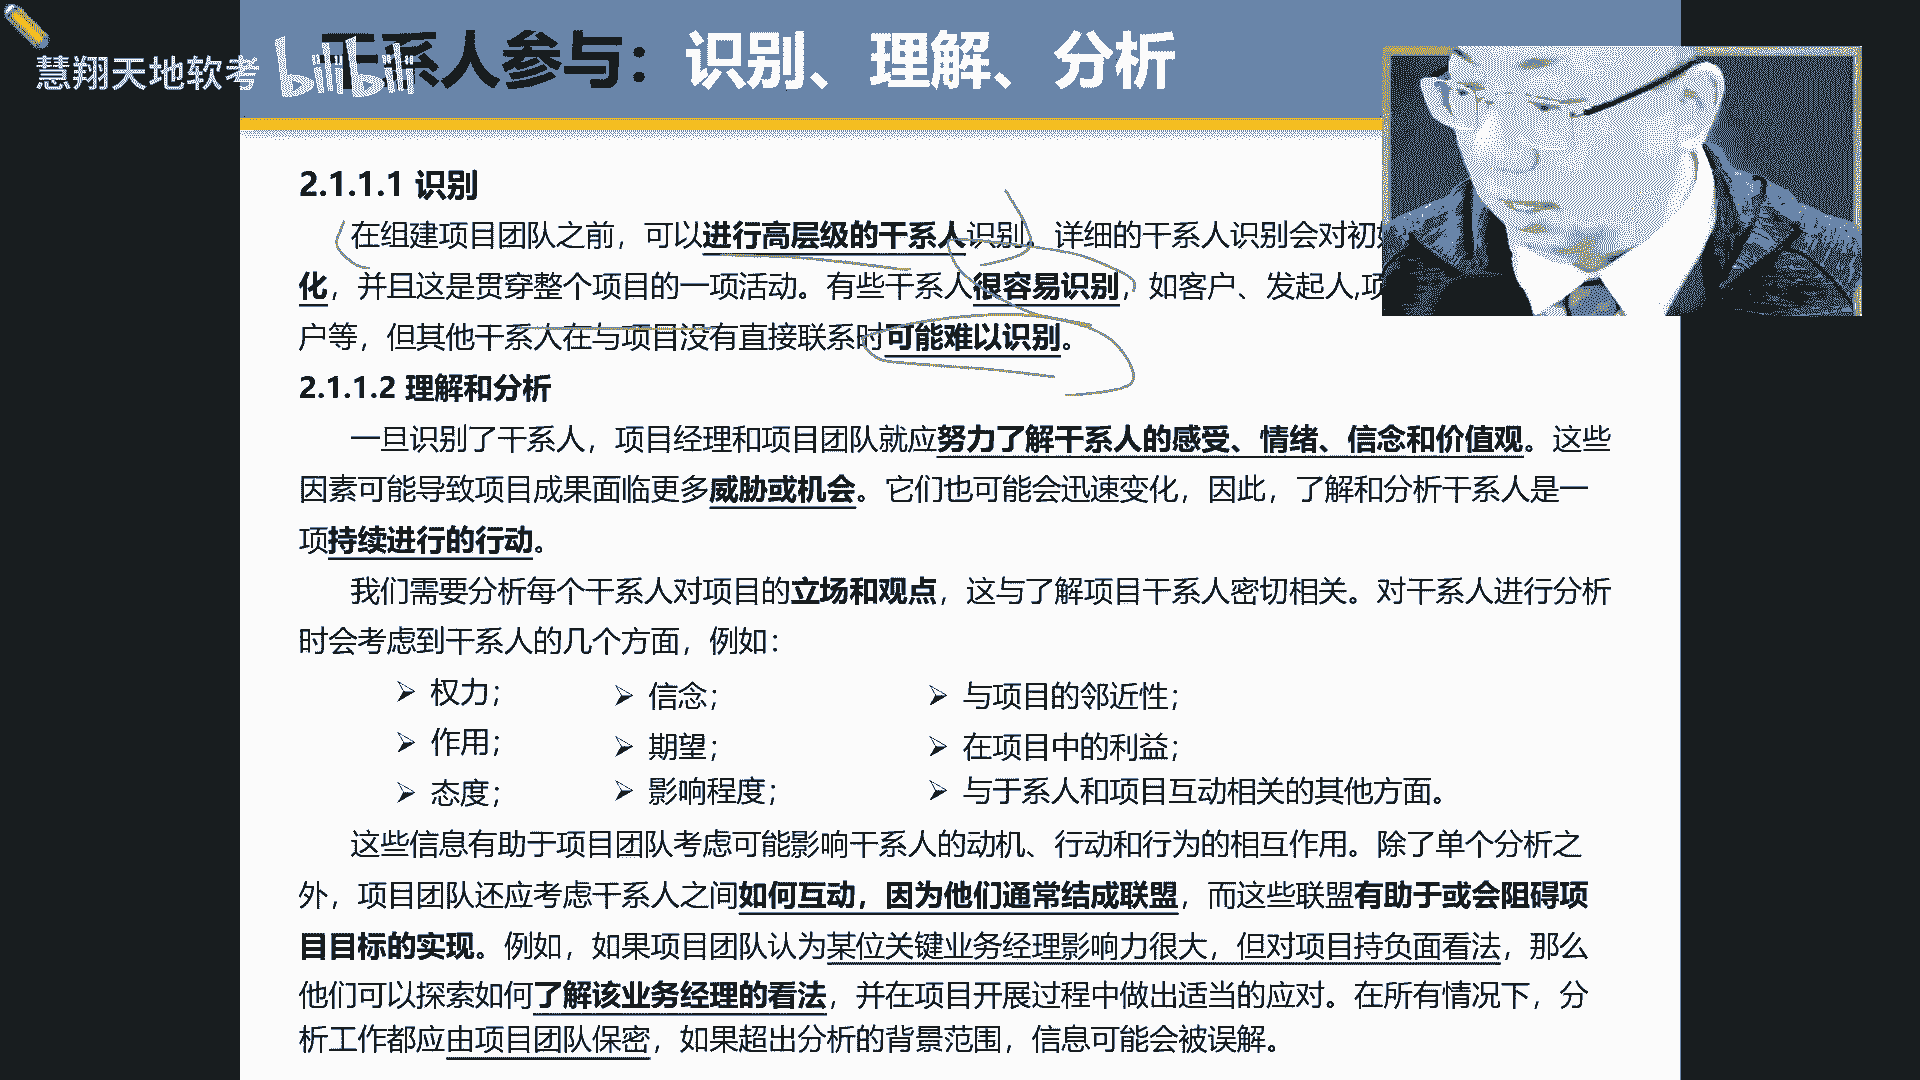 慧翔天地软考
bilibili
干系人参与：识别、理解、分析
2.1.1.1 识别
在组建项目团队之前，可以进行高层级的干系人识别。详细的干系人识别会对初
化，并且这是贯穿整个项目的一项活动。有些干系人很容易识别，如客户、发起人,项
户等，但其他干系人在与项目没有直接联系时可能难以识别。
2.1.1.2 理解和分析
一旦识别了干系人，项目经理和项目团队就应努力了解干系人的感受、情绪、信念和价值观。这些
因素可能导致项目成果面临更多威胁或机会。它们也可能会迅速变化，因此，了解和分析干系人是一
项持续进行的行动。
我们需要分析每个干系人对项目的立场和观点，这与了解项目干系人密切相关。对干系人进行分析
时会考虑到干系人的几个方面，例如：
➢ 权力； ➢ 信念； ➢ 与项目的邻近性；
➢ 作用； ➢ 期望； ➢ 在项目中的利益；
➢ 态度； ➢ 影响程度； ➢ 与于系人和项目互动相关的其他方面。
这些信息有助于项目团队考虑可能影响干系人的动机、行动和行为的相互作用。除了单个分析之
外，项目团队还应考虑干系人之间如何互动，因为他们通常结成联盟，而这些联盟有助于或会阻碍项
目目标的实现。例如，如果项目团队认为某位关键业务经理影响力很大，但对项目持负面看法，那么
他们可以探索如何了解该业务经理的看法，并在项目开展过程中做出适当的应对。在所有情况下，分
析工作都应由项目团队保密，如果超出分析的背景范围，信息可能会被误解。